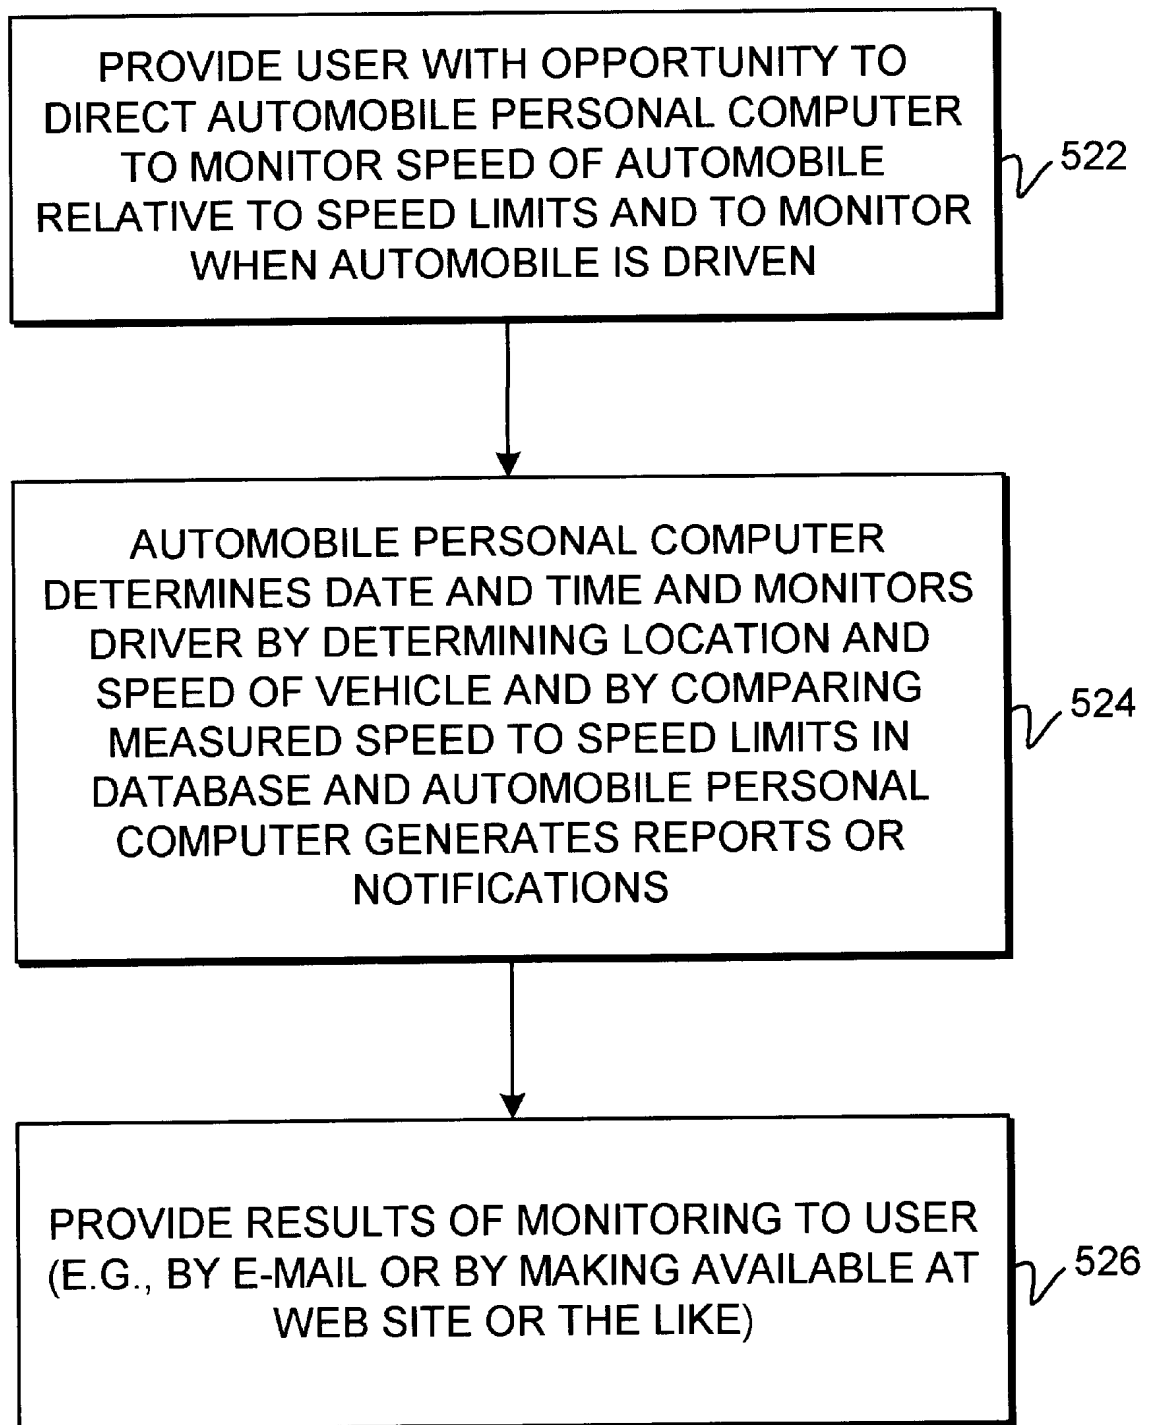 PROVIDE USER WITH OPPORTUNITY TO
DIRECT AUTOMOBILE PERSONAL COMPUTER
TO MONITOR SPEED OF AUTOMOBILE
RELATIVE TO SPEED LIMITS AND TO MONITOR
WHEN AUTOMOBILE IS DRIVEN
522
AUTOMOBILE PERSONAL COMPUTER
DETERMINES DATE AND TIME AND MONITORS
DRIVER BY DETERMINING LOCATION AND
SPEED OF VEHICLE AND BY COMPARING
MEASURED SPEED TO SPEED LIMITS IN
DATABASE AND AUTOMOBILE PERSONAL
COMPUTER GENERATES REPORTS OR
NOTIFICATIONS
524
PROVIDE RESULTS OF MONITORING TO USER
(E.G., BY E-MAIL OR BY MAKING AVAILABLE AT
WEB SITE OR THE LIKE)
526